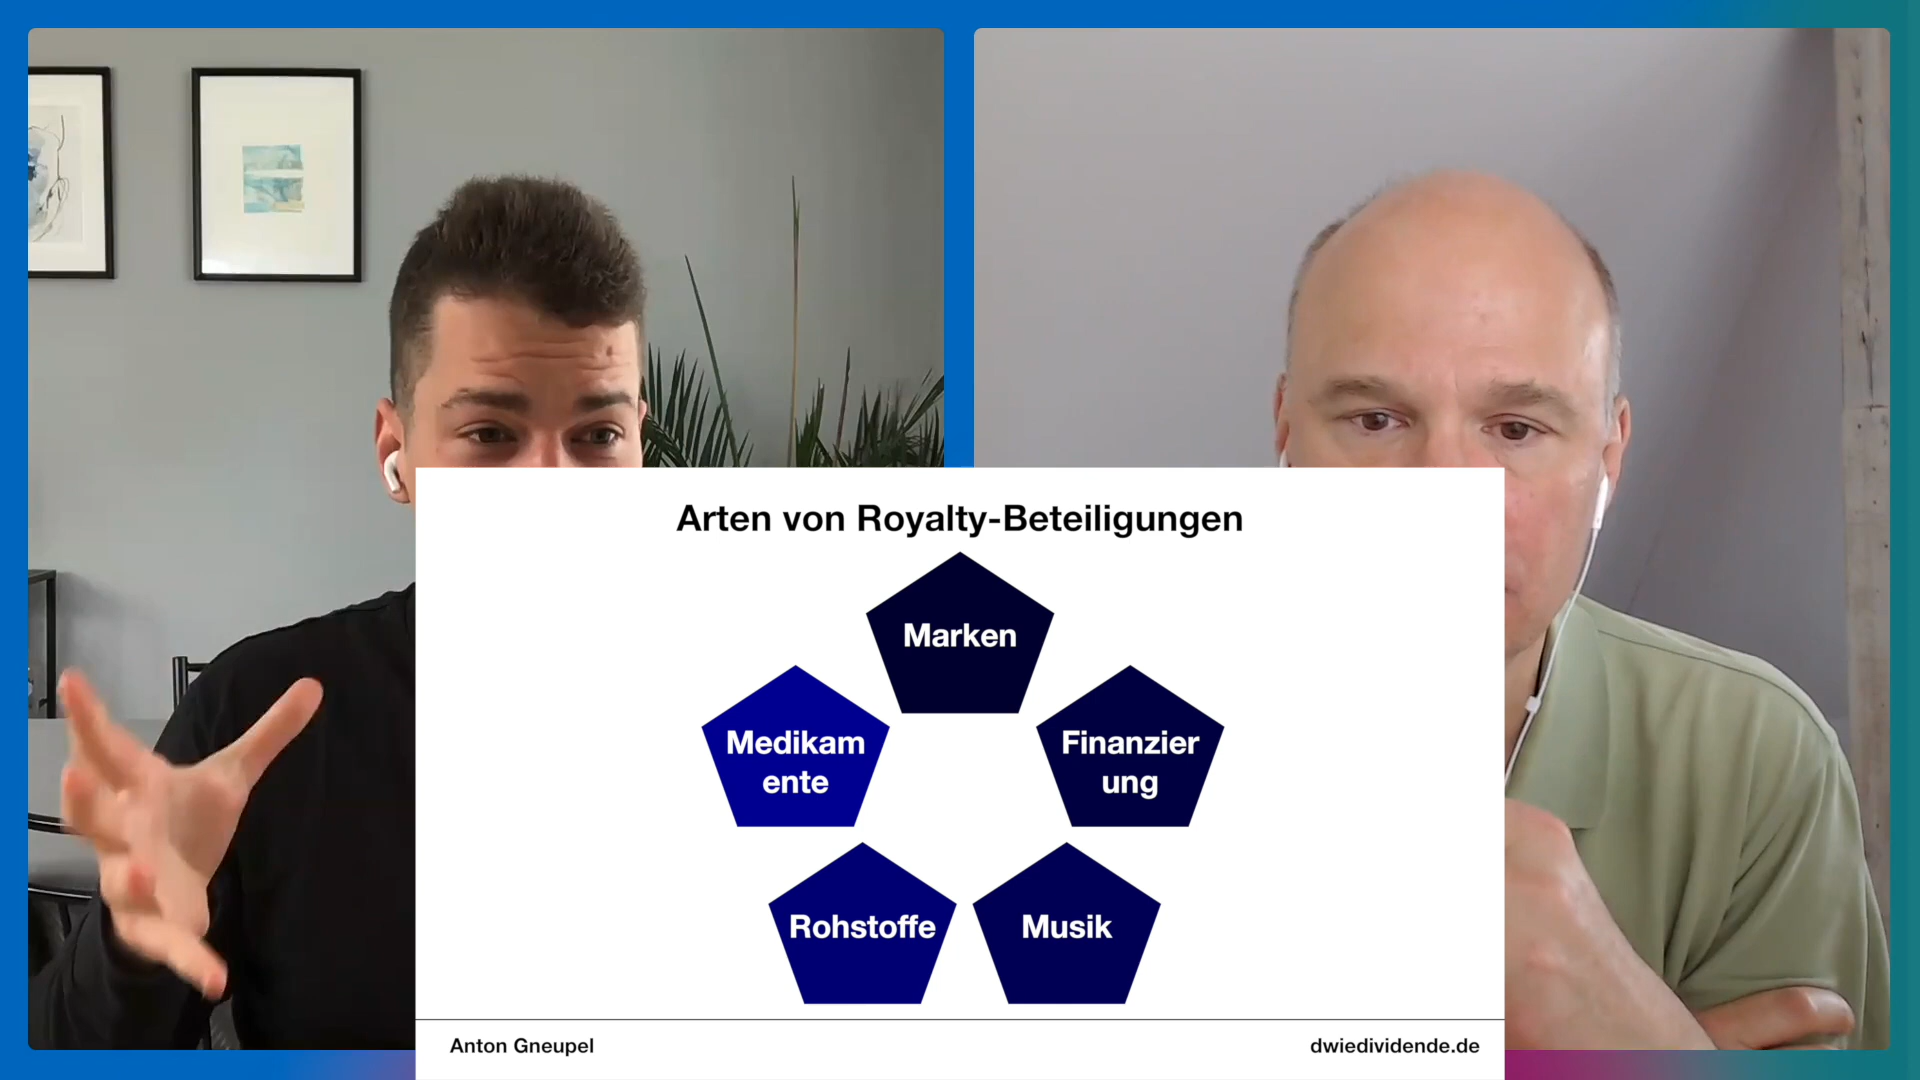 Arten von Royalty-Beteiligungen
Marken
Medikam
ente
Finanzier
ung
Rohstoffe
Musik
Anton Gneupel
dwiedividende.de